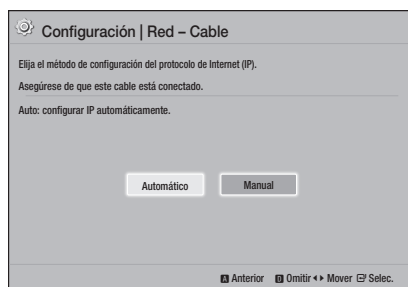 Configuración | Red – Cable
Elija el método de configuración del protocolo de Internet (IP).
Asegúrese de que este cable está conectado.
Auto: configurar IP automáticamente.
Automático Manual
A Anterior D Omitir Mover Selec.